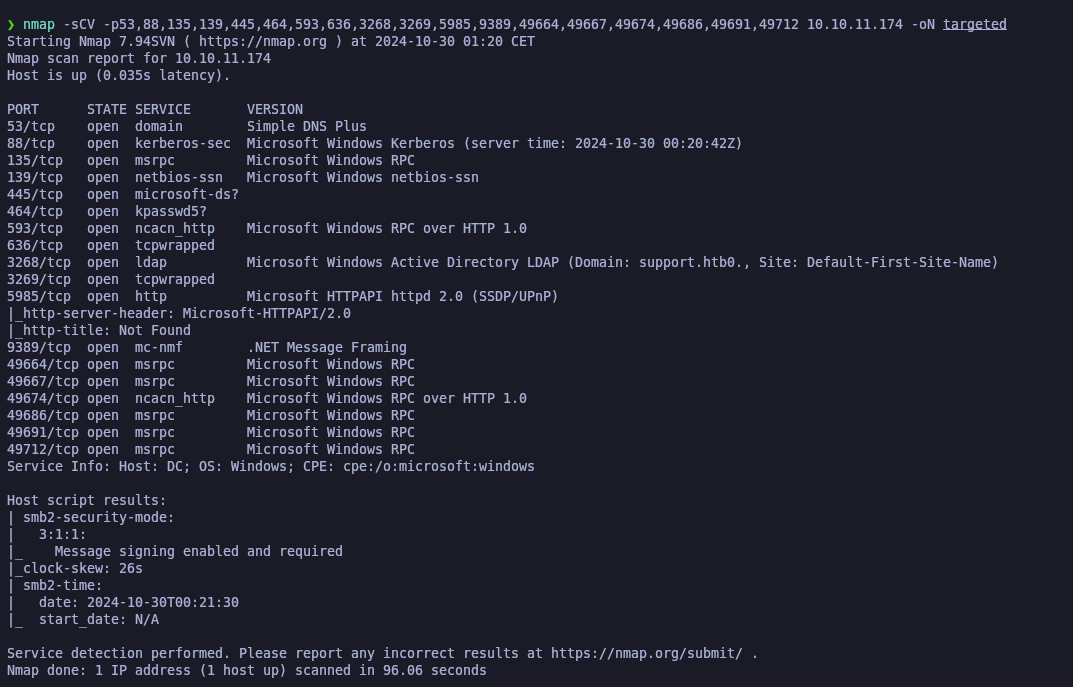 ❯ nmap -sCV -p53,88,135,139,445,464,593,636,3268,3269,5985,9389,49664,49667,49674,49686,49691,49712 10.10.11.174 -oN targeted
Starting Nmap 7.94SVN ( https://nmap.org ) at 2024-10-30 01:20 CET
Nmap scan report for 10.10.11.174
Host is up (0.035s latency).

PORT      STATE SERVICE       VERSION
53/tcp    open  domain        Simple DNS Plus
88/tcp    open  kerberos-sec  Microsoft Windows Kerberos (server time: 2024-10-30 00:20:42Z)
135/tcp   open  msrpc         Microsoft Windows RPC
139/tcp   open  netbios-ssn   Microsoft Windows netbios-ssn
445/tcp   open  microsoft-ds?
464/tcp   open  kpasswd5?
593/tcp   open  ncacn_http    Microsoft Windows RPC over HTTP 1.0
636/tcp   open  tcpwrapped
3268/tcp  open  ldap          Microsoft Windows Active Directory LDAP (Domain: support.htb0., Site: Default-First-Site-Name)
3269/tcp  open  tcpwrapped
5985/tcp  open  http          Microsoft HTTPAPI httpd 2.0 (SSDP/UPnP)
|_http-server-header: Microsoft-HTTPAPI/2.0
|_http-title: Not Found
9389/tcp  open  mc-nmf        .NET Message Framing
49664/tcp open  msrpc         Microsoft Windows RPC
49667/tcp open  msrpc         Microsoft Windows RPC
49674/tcp open  ncacn_http    Microsoft Windows RPC over HTTP 1.0
49686/tcp open  msrpc         Microsoft Windows RPC
49691/tcp open  msrpc         Microsoft Windows RPC
49712/tcp open  msrpc         Microsoft Windows RPC
Service Info: Host: DC; OS: Windows; CPE: cpe:/o:microsoft:windows

Host script results:
| smb2-security-mode:
|   3:1:1:
|_    Message signing enabled and required
|_clock-skew: 26s
| smb2-time:
|   date: 2024-10-30T00:21:30
|_  start_date: N/A

Service detection performed. Please report any incorrect results at https://nmap.org/submit/ .
Nmap done: 1 IP address (1 host up) scanned in 96.06 seconds